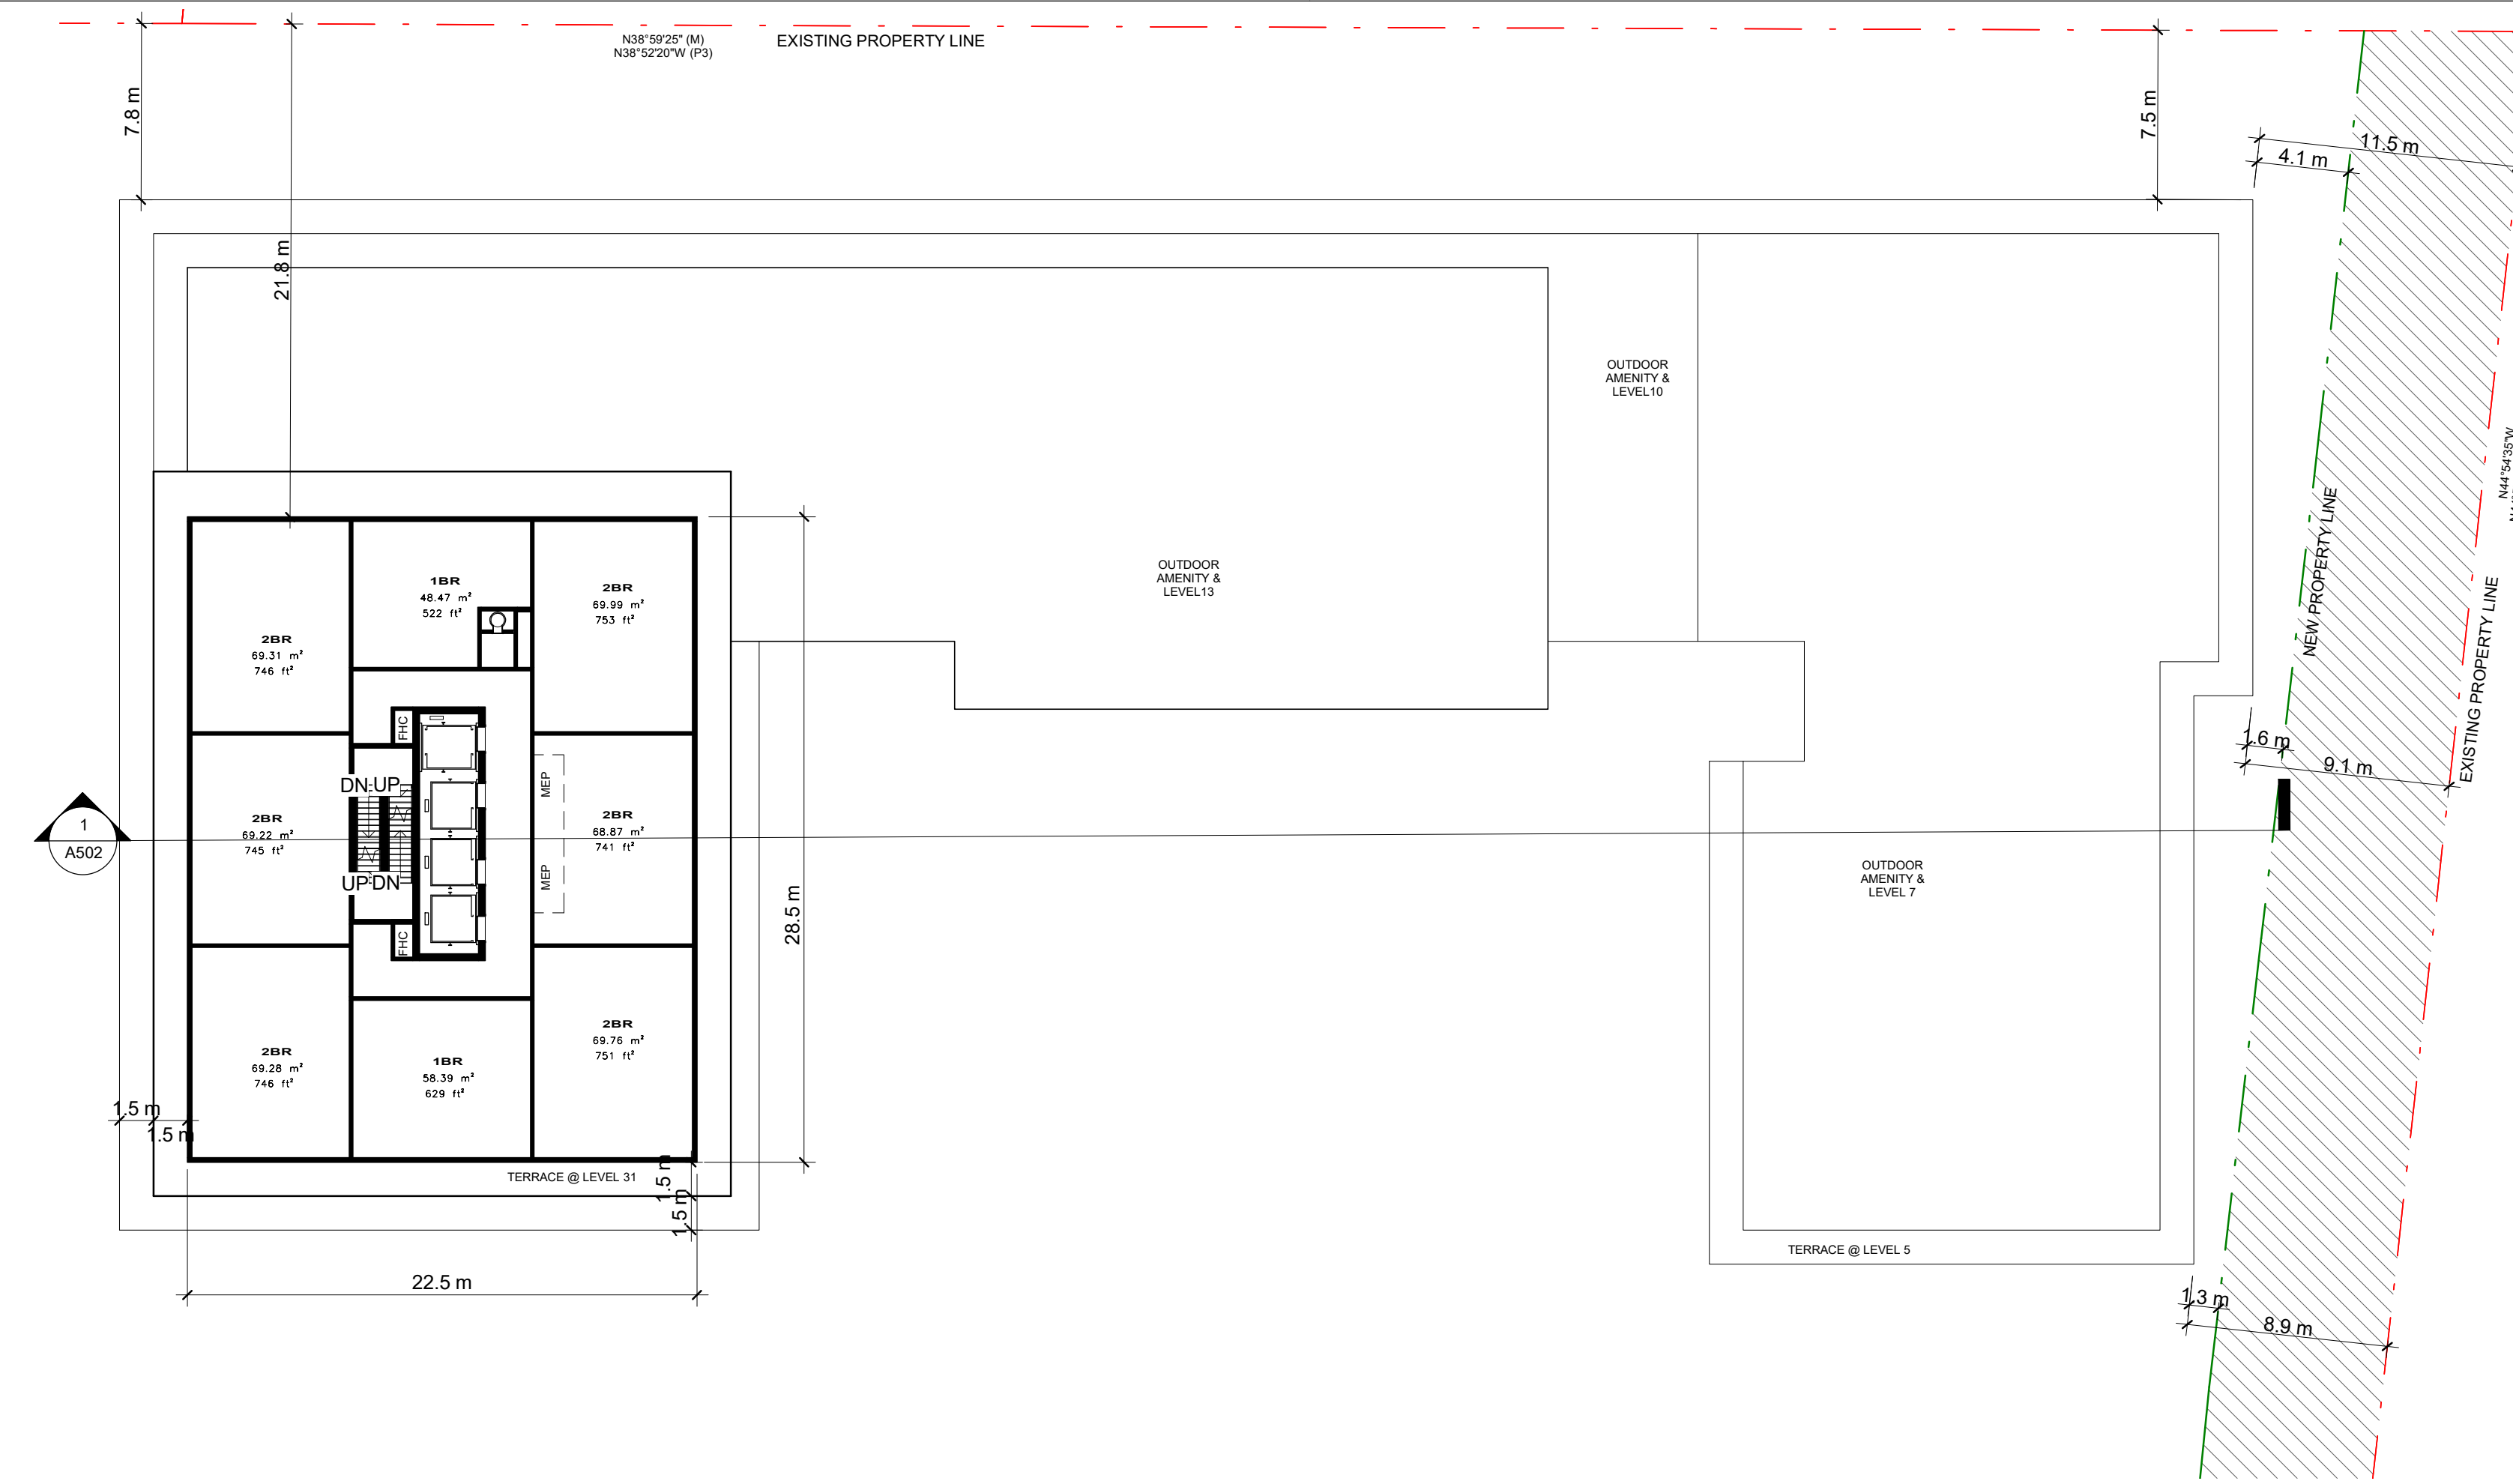 N38°59'25" (M)
N38°52'20"W (P3)
EXISTING PROPERTY LINE
7.8 m
7.5 m
11.5 m
4.1 m
21.8 m
OUTDOOR
AMENITY &
LEVEL10
N44°54'35"W
NEW PROPERTY LINE
EXISTING PROPERTY LINE
OUTDOOR
AMENITY &
LEVEL13
1BR
48.47 m²
522 ft²
2BR
69.99 m²
753 ft²
2BR
69.31 m²
746 ft²
FHC
1.6 m
9.1 m
DN
UP
MEP
2BR
69.22 m²
745 ft²
2BR
68.87 m²
741 ft²
1
A502
UP
DN
MEP
OUTDOOR
AMENITY &
LEVEL 7
28.5 m
FHC
2BR
69.28 m²
746 ft²
1BR
58.39 m²
629 ft²
2BR
69.76 m²
751 ft²
1.5 m
1.5 m
TERRACE @ LEVEL 31
1.5 m
1.5 m
22.5 m
TERRACE @ LEVEL 5
1.3 m
8.9 m